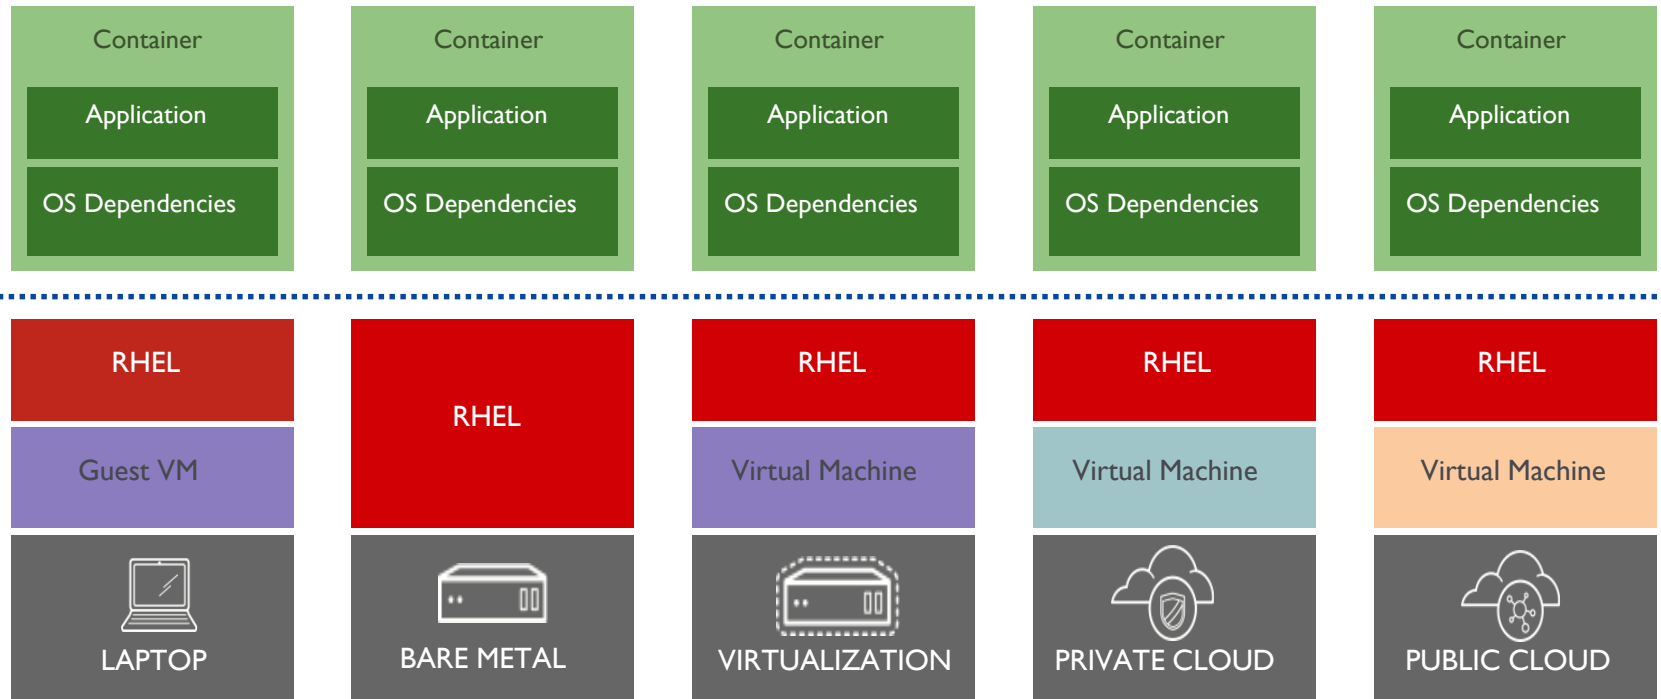 Container
Container
Container
Container
Container
Application
Application
Application
Application
Application
OS Dependencies
OS Dependencies
OS Dependencies
OS Dependencies
OS Dependencies
RHEL
RHEL
RHEL
RHEL
RHEL
Guest VM
Virtual Machine
Virtual Machine
Virtual Machine
LAPTOP
BARE METAL
VIRTUALIZATION
PRIVATE CLOUD
PUBLIC CLOUD